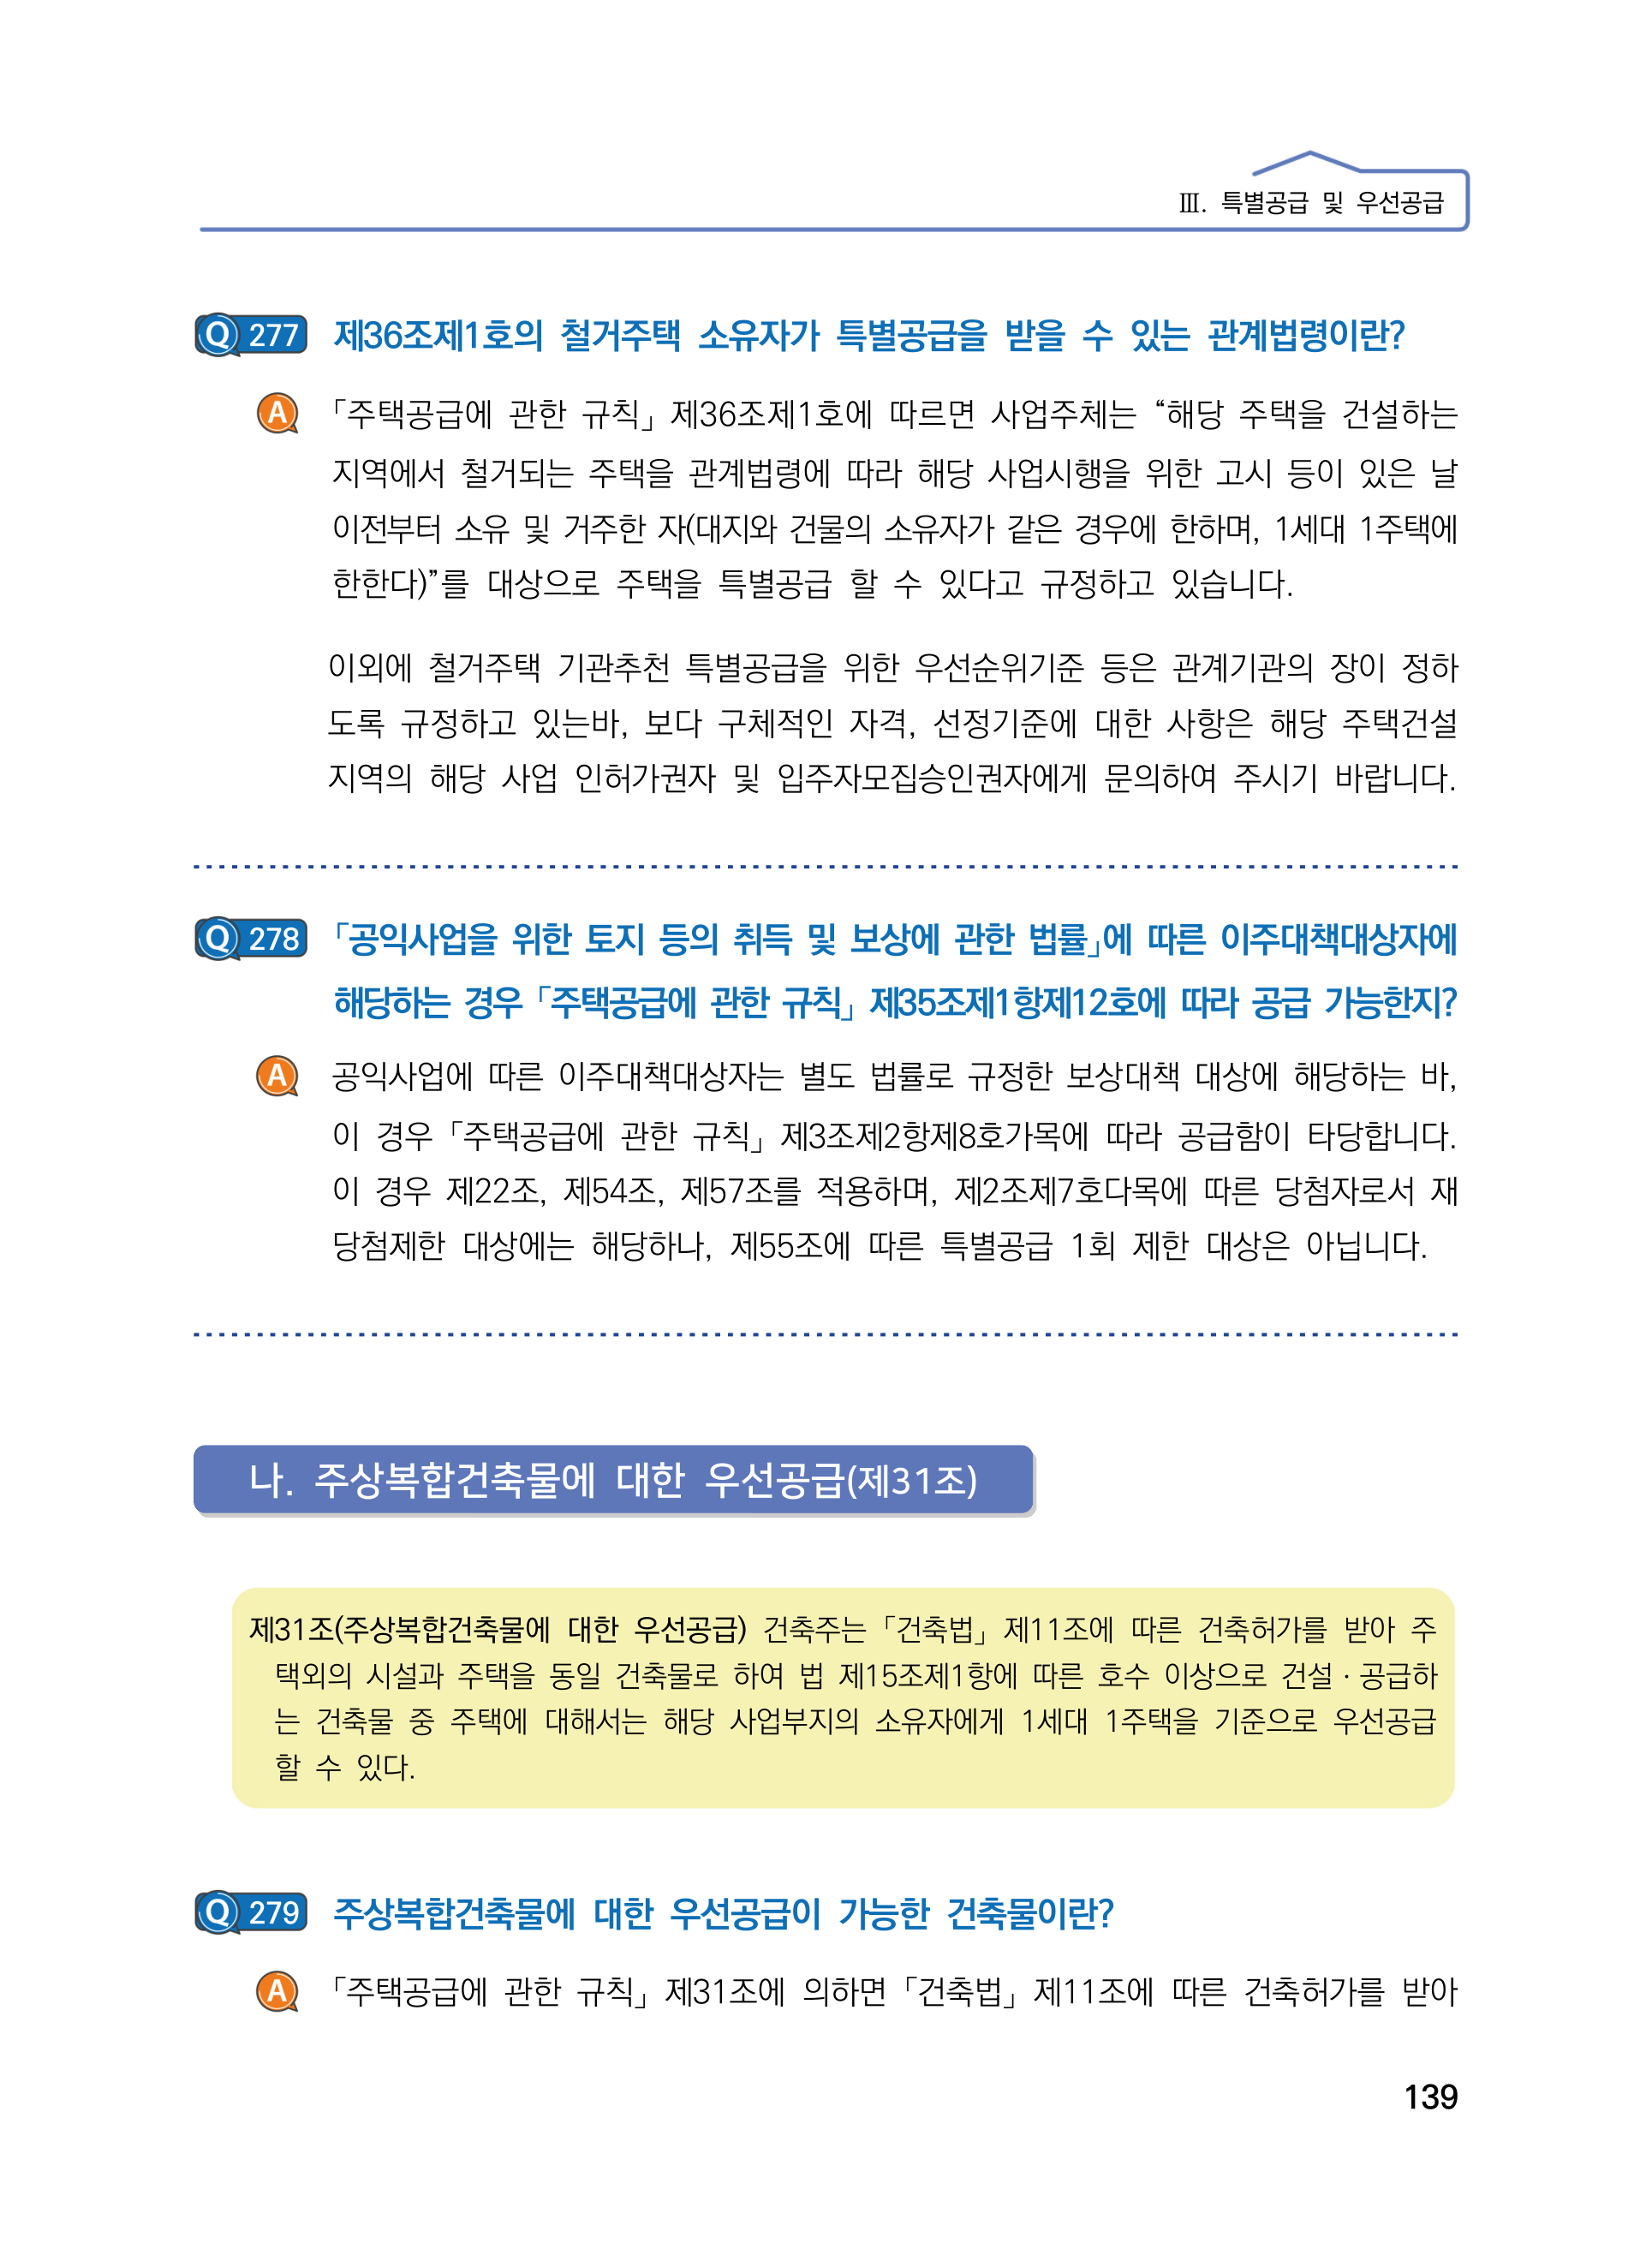 Ⅲ. 특별공급 및 우선공급
Q 277 제36조제1호의 철거주택 소유자가 특별공급을 받을 수 있는 관계법령이란?
A 「주택공급에 관한 규칙」 제36조제1호에 따르면 사업주체는 “해당 주택을 건설하는
지역에서 철거되는 주택을 관계법령에 따라 해당 사업시행을 위한 고시 등이 있은 날
이전부터 소유 및 거주한 자(대지와 건물의 소유자가 같은 경우에 한하며, 1세대 1주택에
한한다)”를 대상으로 주택을 특별공급 할 수 있다고 규정하고 있습니다.
이외에 철거주택 기관추천 특별공급을 위한 우선순위기준 등은 관계기관의 장이 정하
도록 규정하고 있는바, 보다 구체적인 자격, 선정기준에 대한 사항은 해당 주택건설
지역의 해당 사업 인허가권자 및 입주자모집승인권자에게 문의하여 주시기 바랍니다.
Q 278 「공익사업을 위한 토지 등의 취득 및 보상에 관한 법률」에 따른 이주대책대상자에
해당하는 경우 「주택공급에 관한 규칙」 제35조제1항제12호에 따라 공급 가능한지?
A 공익사업에 따른 이주대책대상자는 별도 법률로 규정한 보상대책 대상에 해당하는 바,
이 경우 「주택공급에 관한 규칙」 제3조제2항제8호가목에 따라 공급함이 타당합니다.
이 경우 제22조, 제54조, 제57조를 적용하며, 제2조제7호다목에 따른 당첨자로서 재
당첨제한 대상에는 해당하나, 제55조에 따른 특별공급 1회 제한 대상은 아닙니다.
나. 주상복합건축물에 대한 우선공급(제31조)
제31조(주상복합건축물에 대한 우선공급) 건축주는 「건축법」 제11조에 따른 건축허가를 받아 주
택외의 시설과 주택을 동일 건축물로 하여 법 제15조제1항에 따른 호수 이상으로 건설 · 공급하
는 건축물 중 주택에 대해서는 해당 사업부지의 소유자에게 1세대 1주택을 기준으로 우선공급
할 수 있다.
Q 279 주상복합건축물에 대한 우선공급이 가능한 건축물이란?
A 「주택공급에 관한 규칙」 제31조에 의하면 「건축법」 제11조에 따른 건축허가를 받아
139